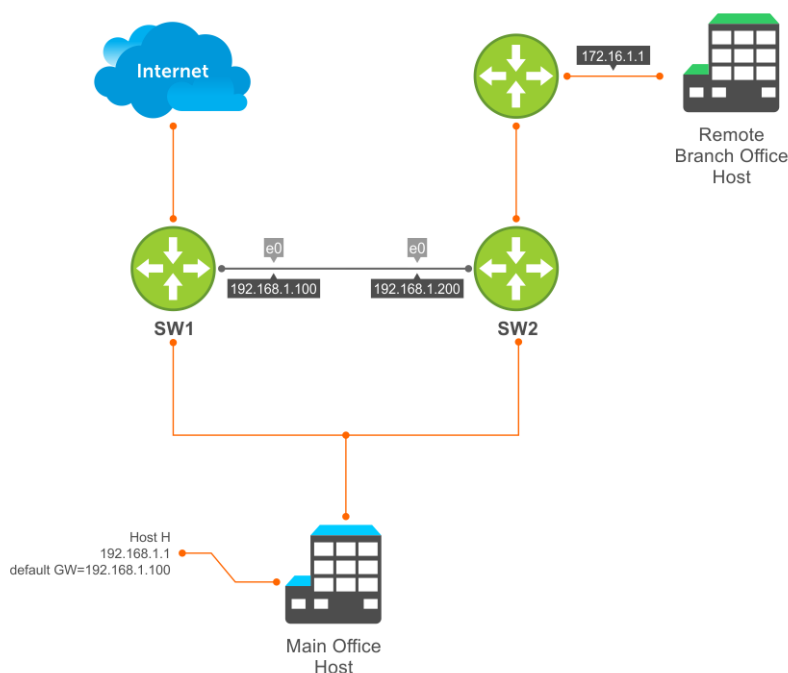 Internet
172.16.1.1
Remote
Branch Office
Host
e0
e0
192.168.1.100
192.168.1.200
SW1
SW2
Host H
192.168.1.1
default GW=192.168.1.100
Main Office
Host